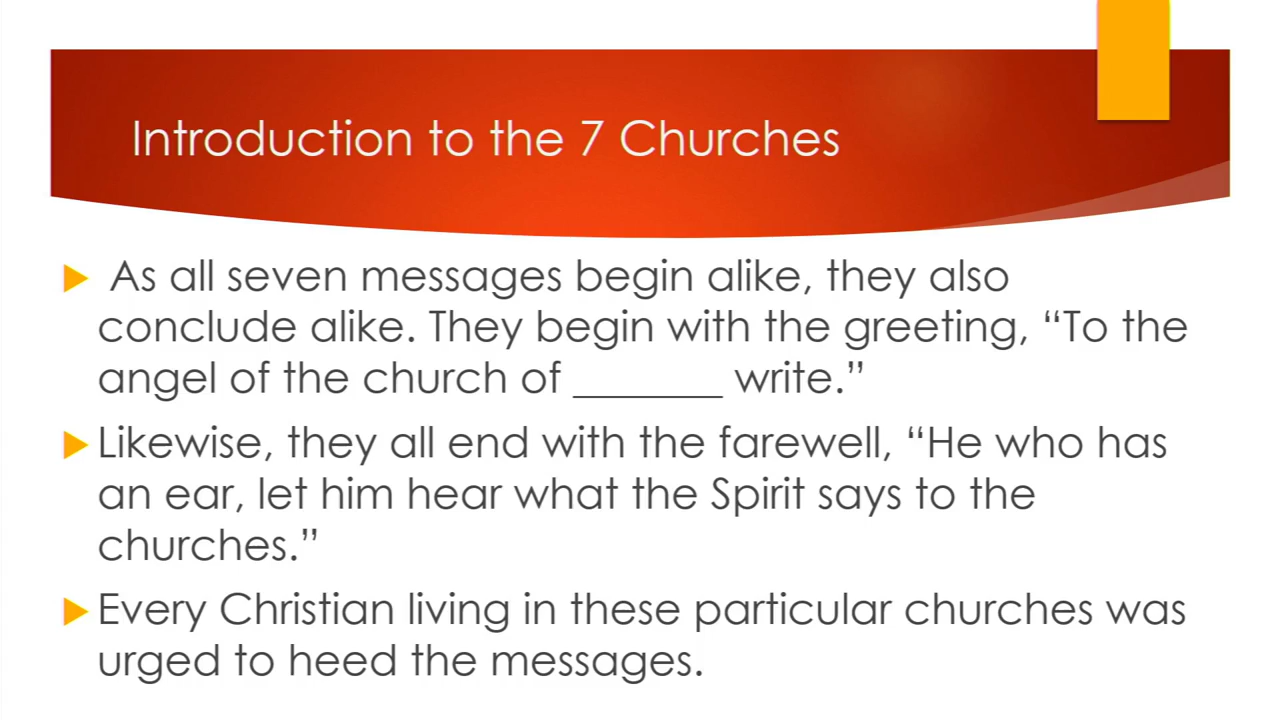 Introduction to the 7 Churches
As all seven messages begin alike, they also
conclude alike. They begin with the greeting, “To the
angel of the church of _______ write.”
Likewise, they all end with the farewell, “He who has
an ear, let him hear what the Spirit says to the
churches.”
Every Christian living in these particular churches was
urged to heed the messages.